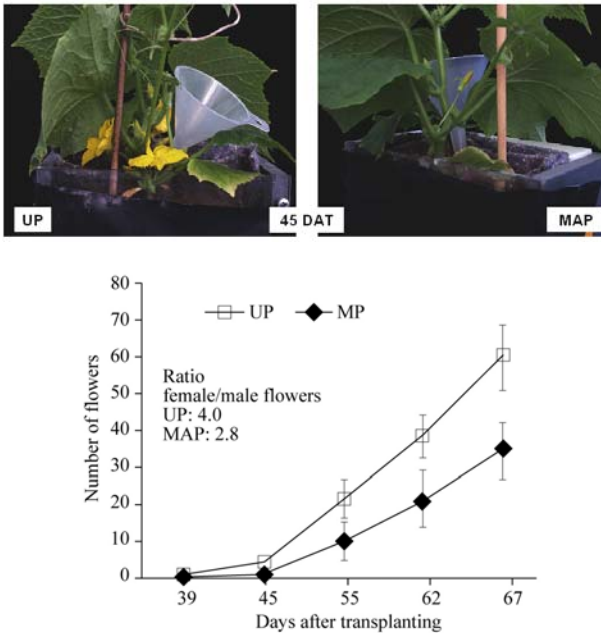 UP
45 DAT
MAP
80
70
60
50
40
30
20
10
0
Number of flowers
UP
MP
Ratio
female/male flowers
UP: 4.0
MAP: 2.8
39 45 55 62 67
Days after transplanting